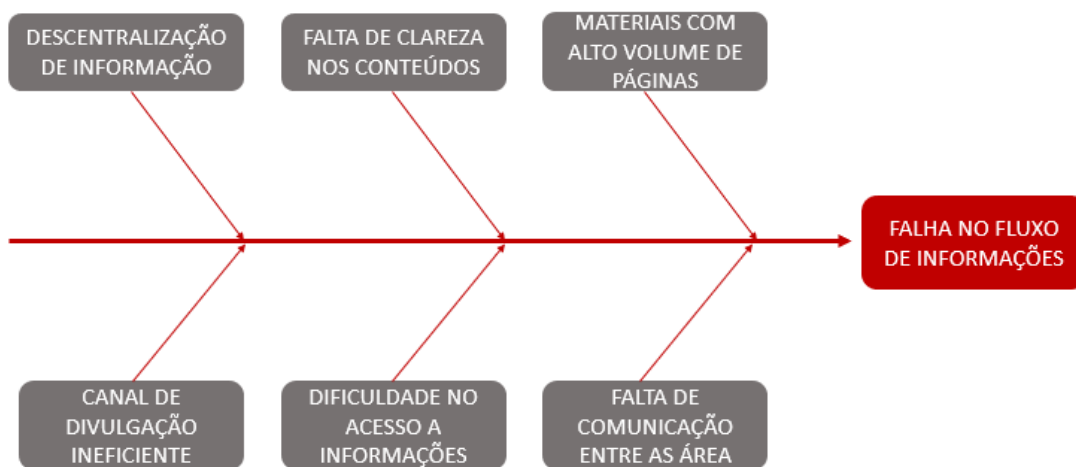 DESCENTRALIZAÇÃO
DE INFORMAÇÃO
FALTA DE CLAREZA
NOS CONTEÚDOS
MATERIAIS COM
ALTO VOLUME DE
PÁGINAS
FALHA NO FLUXO
DE INFORMAÇÕES
CANAL DE
DIVULGAÇÃO
INEFICIENTE
DIFICULDADE NO
ACESSO A
INFORMAÇÕES
FALTA DE
COMUNICAÇÃO
ENTRE AS ÁREA